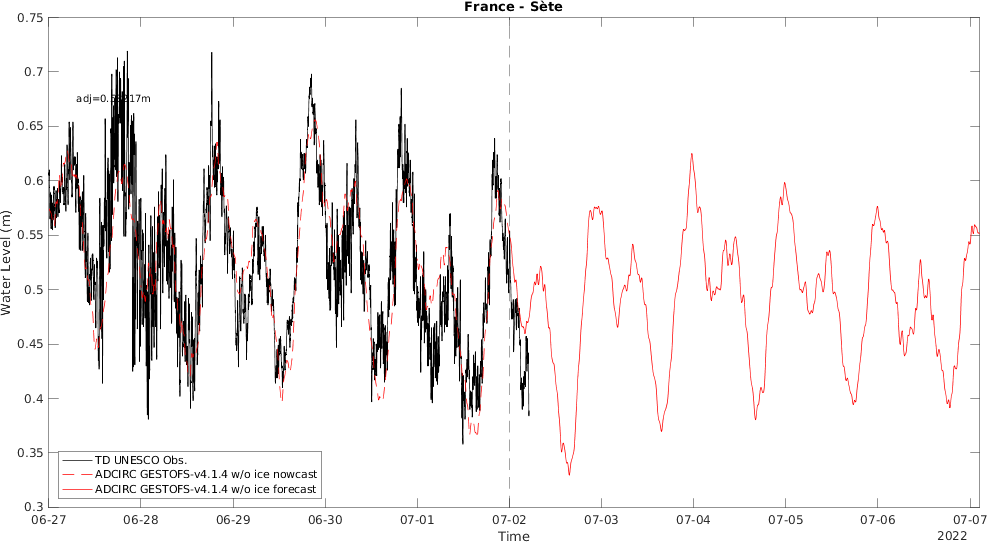 France - Sète
0.75
0.7
0.65
0.6
0.55
0.5
0.45
0.4
0.35
0.3
Water Level (m)
TD UNESCO Obs.
ADCIRC GESTOFS-v4.1.4 w/o ice nowcast
ADCIRC GESTOFS-v4.1.4 w/o ice forecast
06-27 06-28 06-29 06-30 07-01 07-02 07-03 07-04 07-05 07-06 07-07
Time
2022